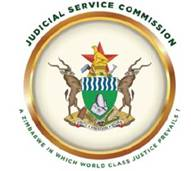 JUDICIAL SERVICE COMMISSION
A ZIMBABWE IN WHICH WORLD CLASS JUSTICE PREVAILS !